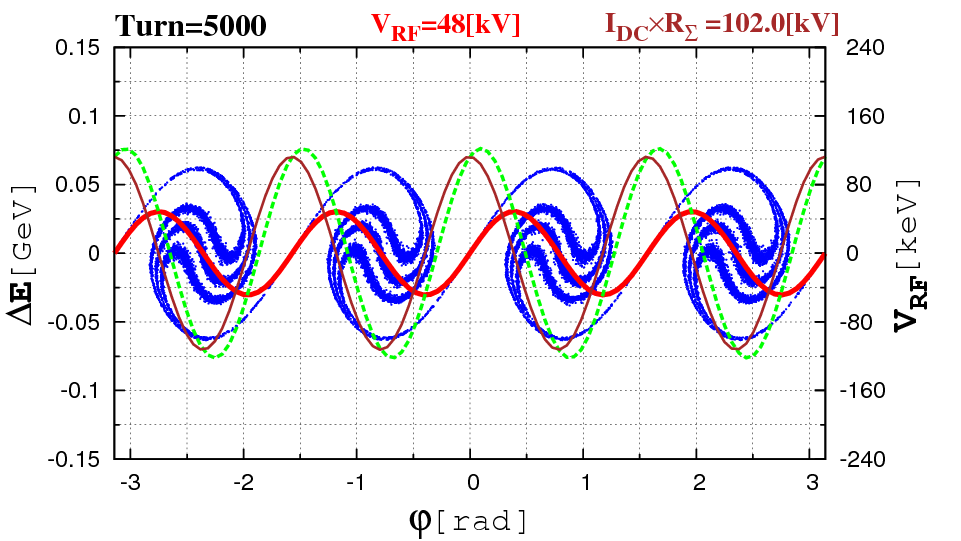 Turn=5000 V_RF=48[kV] I_DC×R_Σ =102.0[kV]
0.15 240
0.1 160
0.05 80
0 0
-0.05 -80
-0.1 -160
-0.15 -240
ΔE[GeV]
V_RF[keV]
-3 -2 -1 0 1 2 3
φ[rad]